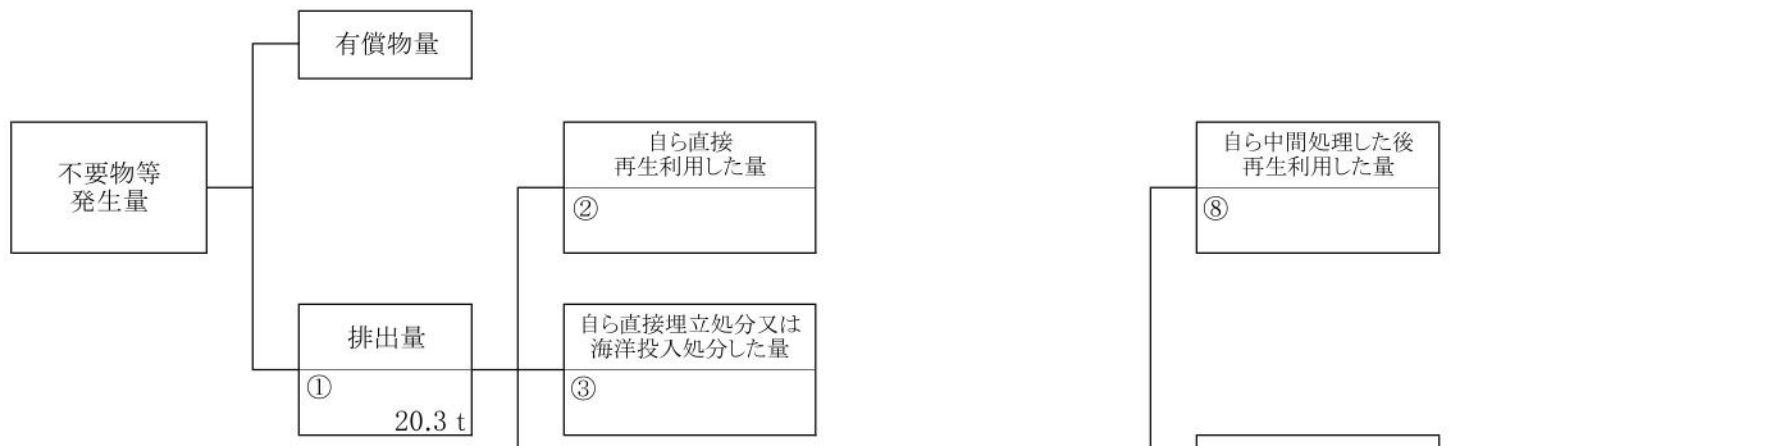 有償物量
不要物等
発生量
自ら直接
再生利用した量
②
自ら中間処理した後
再生利用した量
⑧
排出量
①
20.3 t
自ら直接埋立処分又は
海洋投入処分した量
③